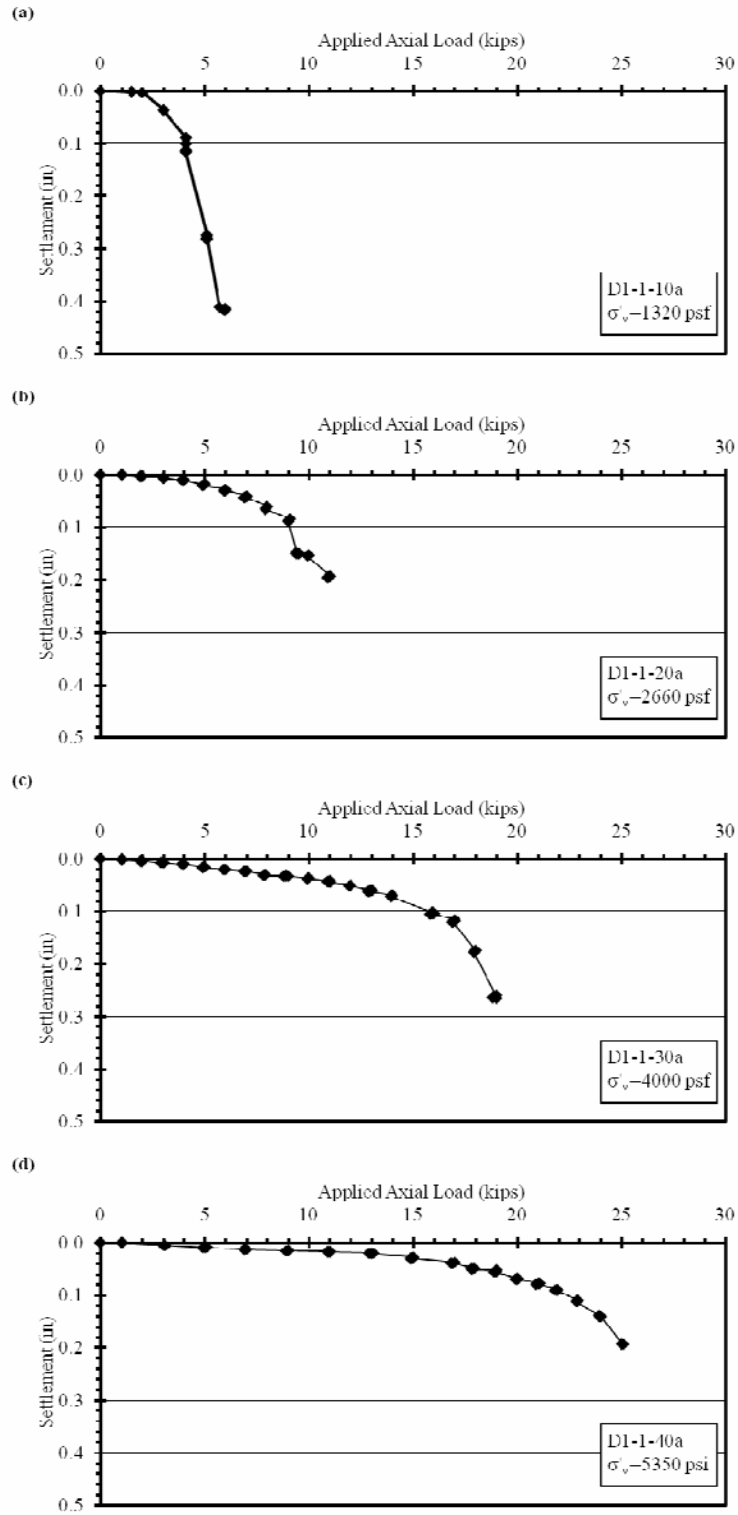 (a)
Applied Axial Load (kips)
0 5 10 15 20 25 30
0.0
0.1
0.2
0.3
0.4
0.5
Settlement (in)
D1-1-10a
σ'v–1320 psf
(b)
Applied Axial Load (kips)
0 5 10 15 20 25 30
0.0
0.1
0.2
0.3
0.4
0.5
Settlement (in)
D1-1-20a
σ'v–2660 psf
(c)
Applied Axial Load (kips)
0 5 10 15 20 25 30
0.0
0.1
0.2
0.3
0.4
0.5
Settlement (in)
D1-1-30a
σ'v–4000 psf
(d)
Applied Axial Load (kips)
0 5 10 15 20 25 30
0.0
0.1
0.2
0.3
0.4
0.5
Settlement (in)
D1-1-40a
σ'v–5350 psi